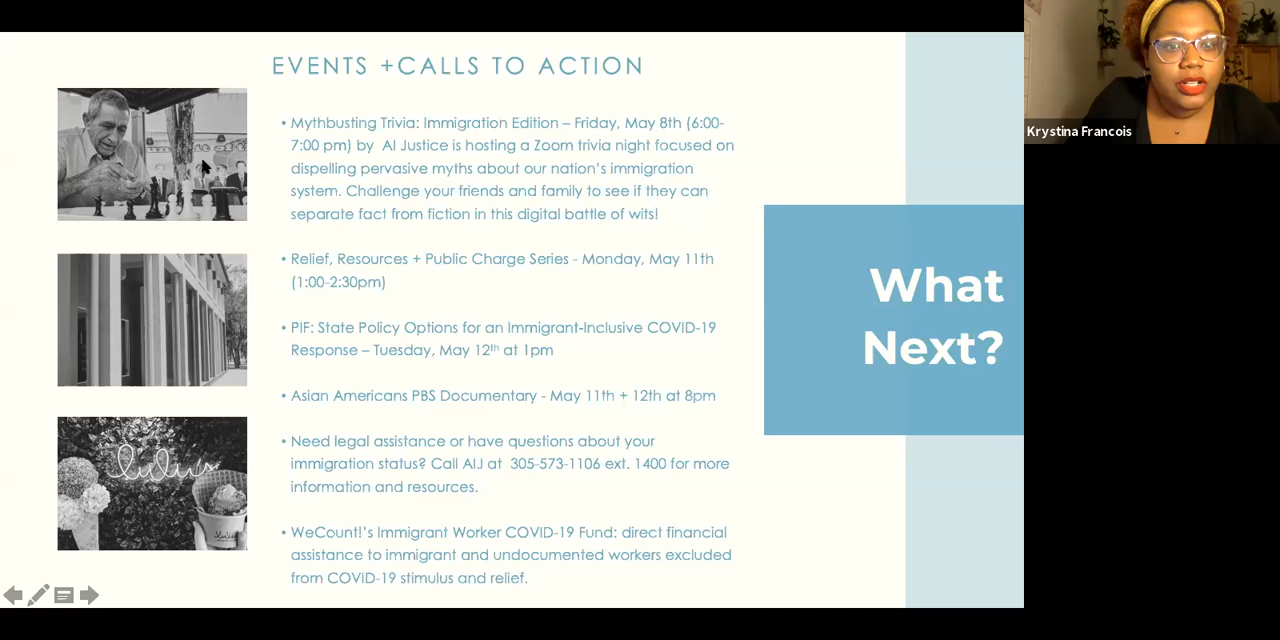 EVENTS +CALLS TO ACTION
• Mythbusting Trivia: Immigration Edition – Friday, May 8th (6:00-
7:00 pm) by AI Justice is hosting a Zoom trivia night focused on
dispelling pervasive myths about our nation's immigration
system. Challenge your friends and family to see if they can
separate fact from fiction in this digital battle of wits!
• Relief, Resources + Public Charge Series - Monday, May 11th
(1:00-2:30pm)
• PIF: State Policy Options for an Immigrant-Inclusive COVID-19
Response – Tuesday, May 12th at 1pm
• Asian Americans PBS Documentary - May 11th + 12th at 8pm
• Need legal assistance or have questions about your
immigration status? Call AIJ at 305-573-1106 ext. 1400 for more
information and resources.
• WeCount!'s Immigrant Worker COVID-19 Fund: direct financial
assistance to immigrant and undocumented workers excluded
from COVID-19 stimulus and relief.
What
Next?
Krystina Francois
lulu's